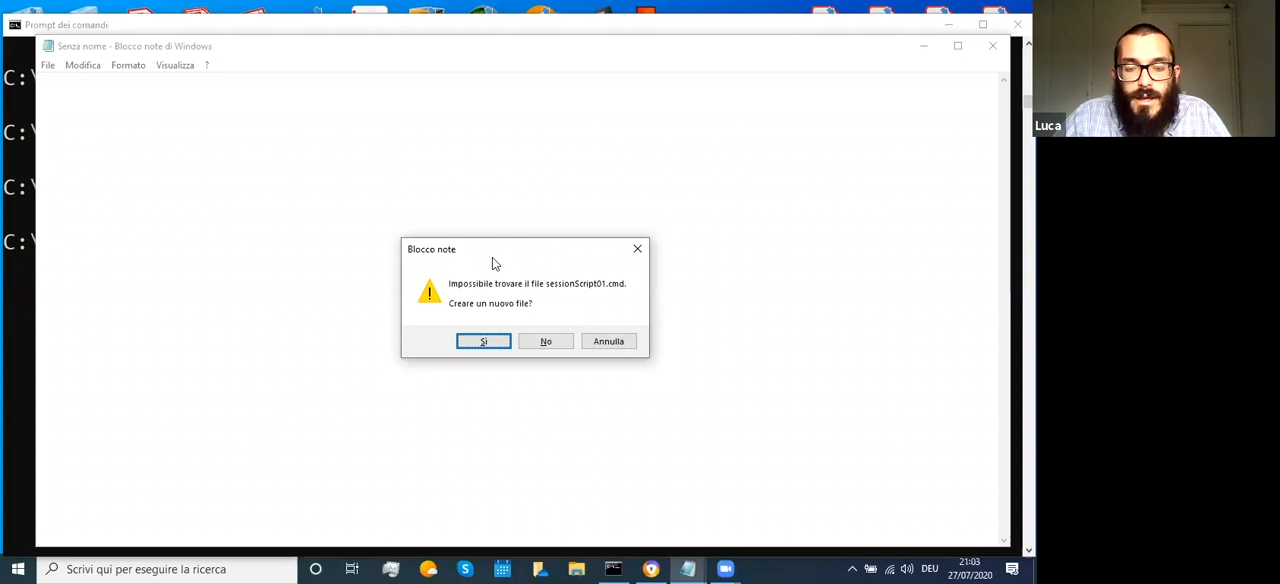 Prompt dei comandi
Senza nome - Blocco note di Windows
File Modifica Formato Visualizza ?
C:\
C:\
C:\
C:\
Luca
Blocco note
Impossibile trovare il file sessionScript01.cmd.
Creare un nuovo file?
Sì No Annulla
Scrivi qui per eseguire la ricerca
DEU
21:03
27/07/2020